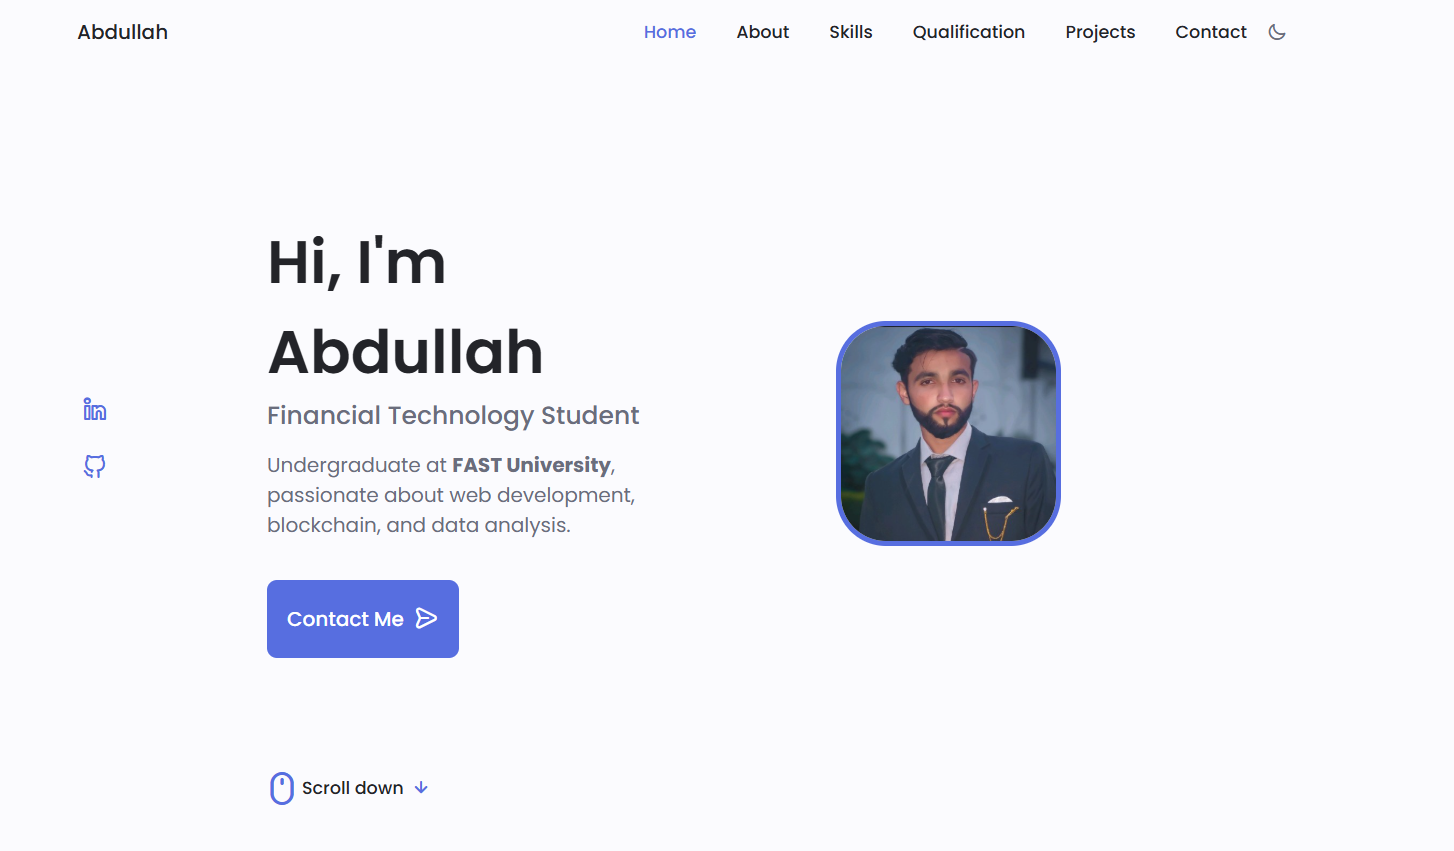 Abdullah
Home About Skills Qualification Projects Contact
Hi, I'm
Abdullah
Financial Technology Student
Undergraduate at FAST University,
passionate about web development,
blockchain, and data analysis.
Contact Me
Scroll down
in